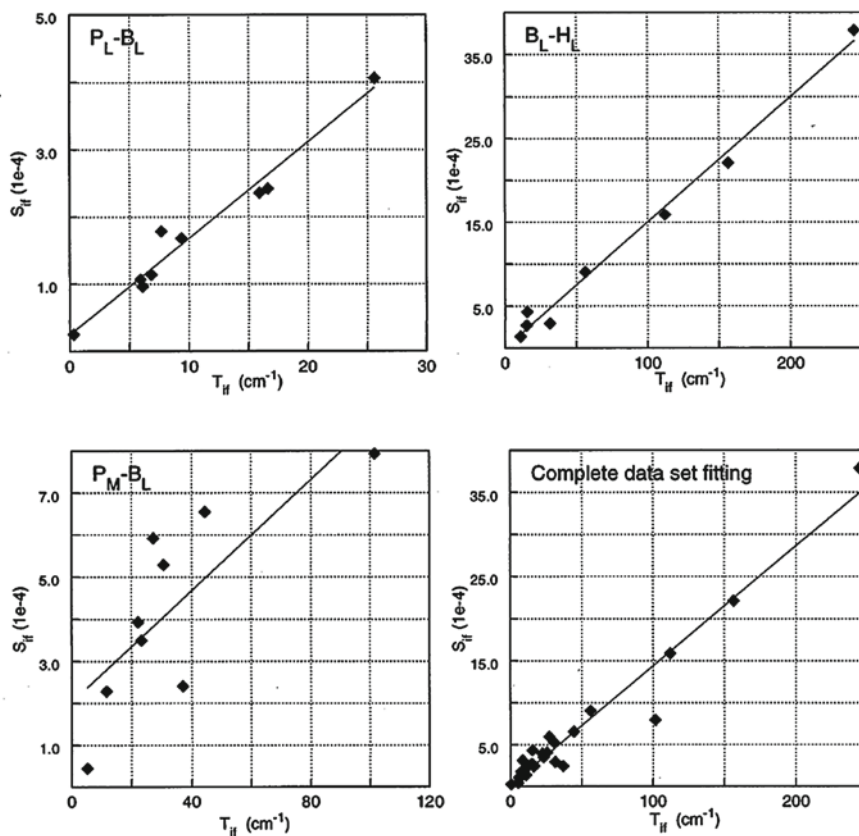 5.0
P_L-B_L
3.0
1.0
S_if (1e-4)
0
10
20
30
T_if (cm⁻¹)
B_L-H_L
35.0
25.0
15.0
5.0
S_if (1e-4)
0
100
200
T_if (cm⁻¹)
P_M-B_L
7.0
5.0
3.0
1.0
S_if (1e-4)
0
40
80
120
T_if (cm⁻¹)
Complete data set fitting
35.0
25.0
15.0
5.0
S_if (1e-4)
0
100
200
T_if (cm⁻¹)